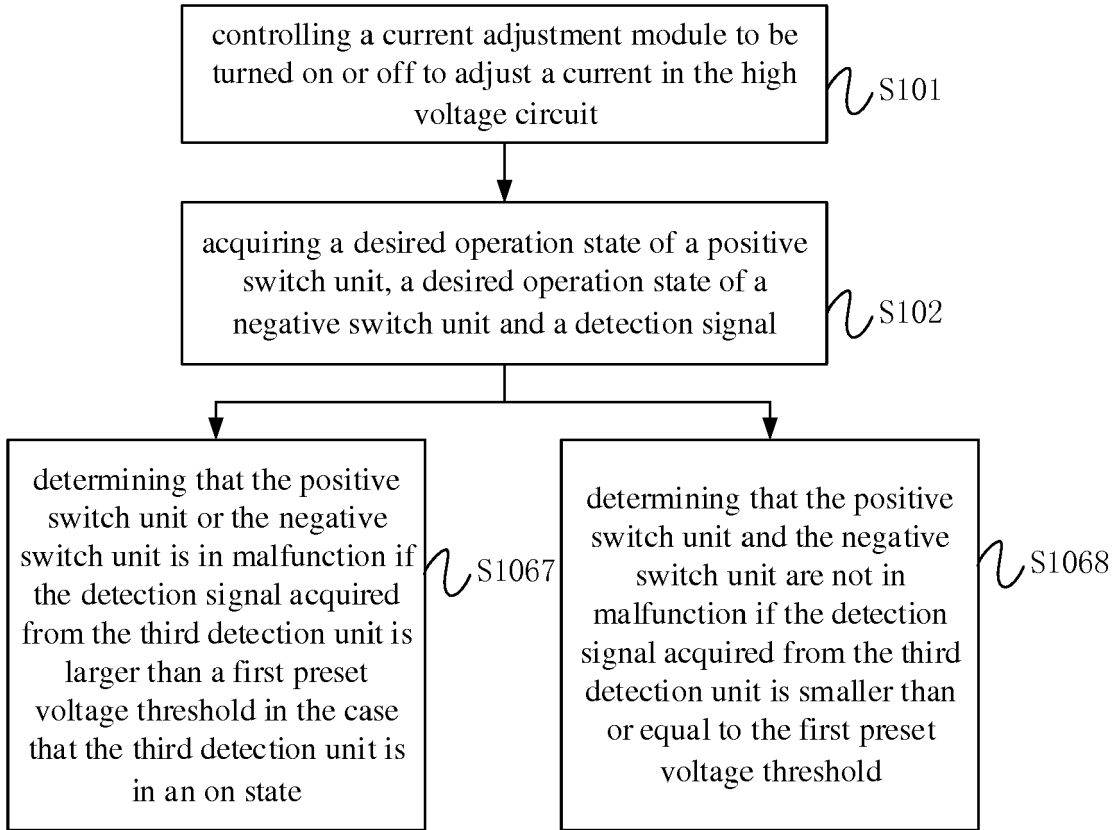 controlling a current adjustment module to be
turned on or off to adjust a current in the high
voltage circuit
S101
acquiring a desired operation state of a positive
switch unit, a desired operation state of a
negative switch unit and a detection signal
S102
determining that the positive
switch unit or the negative
switch unit is in malfunction if
the detection signal acquired
from the third detection unit is
larger than a first preset
voltage threshold in the case
that the third detection unit is
in an on state
S1067
determining that the positive
switch unit and the negative
switch unit are not in
malfunction if the detection
signal acquired from the third
detection unit is smaller than
or equal to the first preset
voltage threshold
S1068